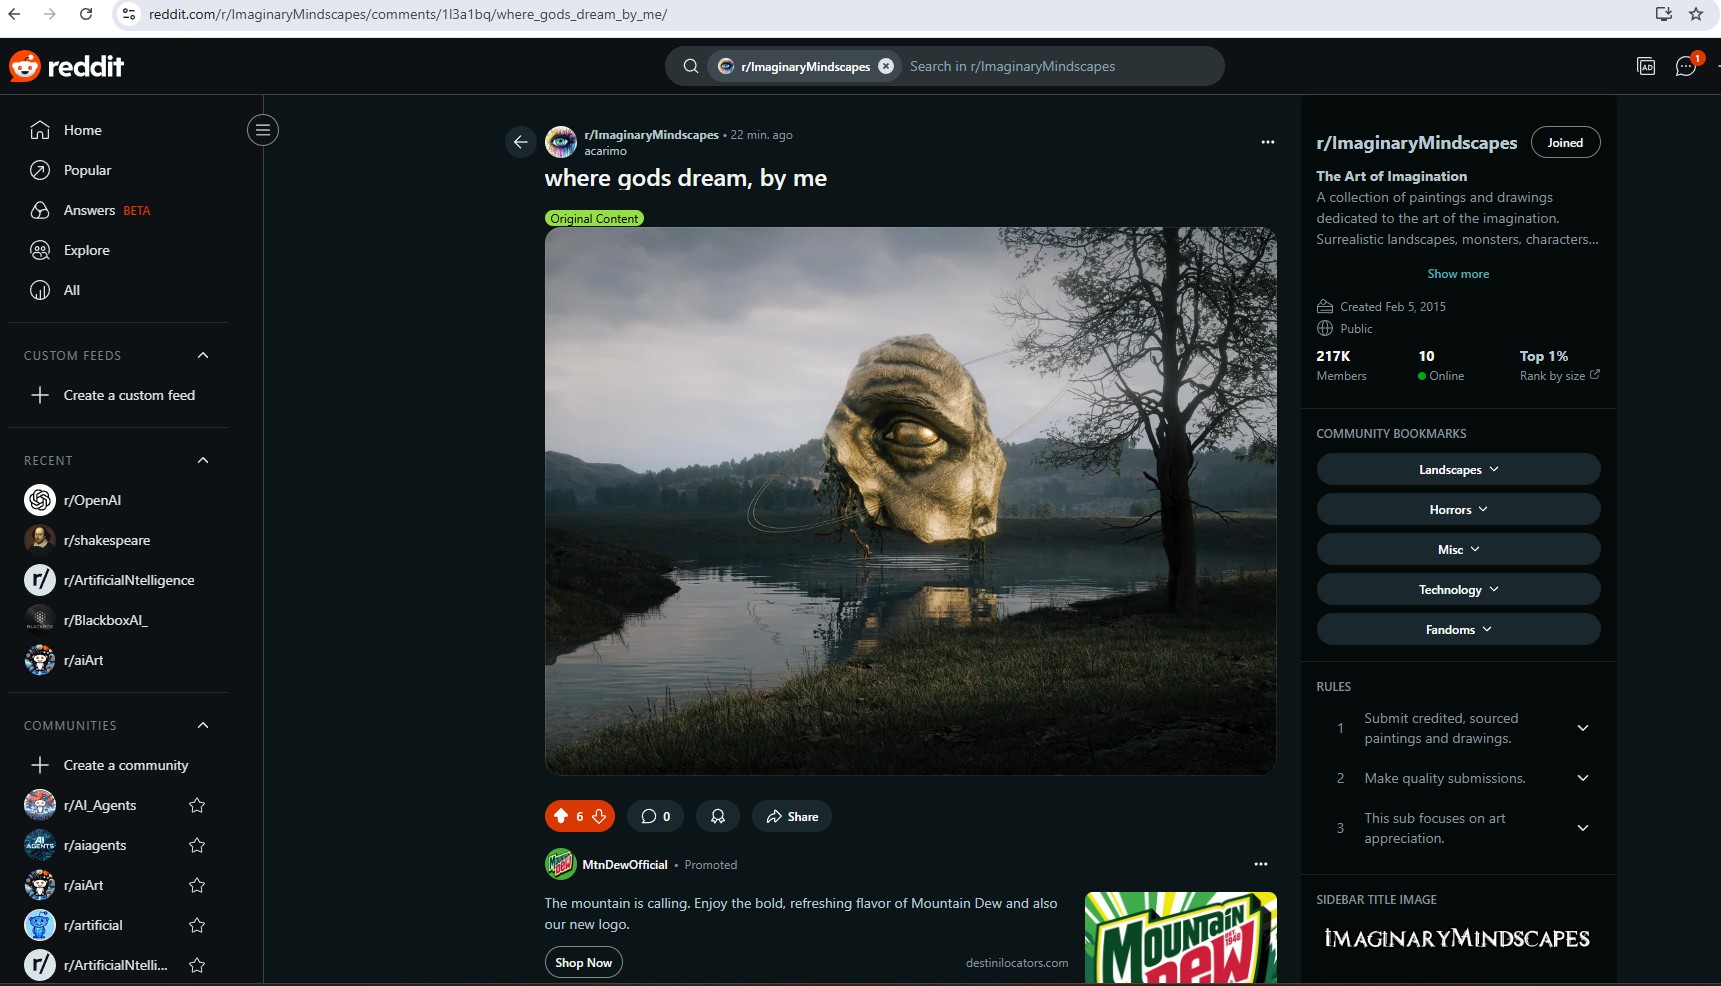 reddit.com/r/ImaginaryMindscapes/comments/1l3a1bq/where_gods_dream_by_me/
reddit
r/ImaginaryMindscapes
Search in r/ImaginaryMindscapes
AD
1
Home
Popular
Answers BETA
Explore
All
CUSTOM FEEDS
Create a custom feed
RECENT
r/OpenAI
r/shakespeare
r/ArtificialNtelligence
r/BlackboxAI_
r/aiArt
COMMUNITIES
Create a community
r/AI_Agents
r/aiagents
r/aiArt
r/artificial
r/ArtificialNtelli...
r/ImaginaryMindscapes • 22 min. ago
acarimo
where gods dream, by me
Original Content
6
0
Share
MtnDewOfficial • Promoted
The mountain is calling. Enjoy the bold, refreshing flavor of Mountain Dew and also
our new logo.
Shop Now
destinilocators.com
MOUNTAIN
EST. 1948
DEW
r/ImaginaryMindscapes
Joined
The Art of Imagination
A collection of paintings and drawings
dedicated to the art of the imagination.
Surrealistic landscapes, monsters, characters...
Show more
Created Feb 5, 2015
Public
217K 10 Top 1%
Members Online Rank by size
COMMUNITY BOOKMARKS
Landscapes
Horrors
Misc
Technology
Fandoms
RULES
1 Submit credited, sourced
paintings and drawings.
2 Make quality submissions.
3 This sub focuses on art
appreciation.
SIDEBAR TITLE IMAGE
IMAGINARYMINDSCAPES